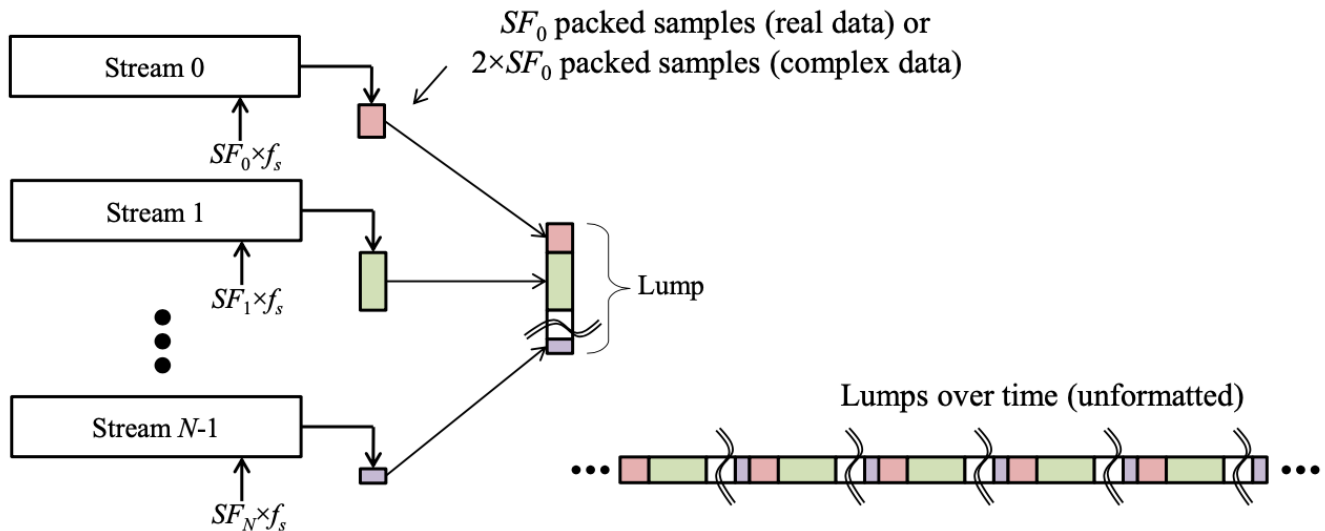 SF₀ packed samples (real data) or
2×SF₀ packed samples (complex data)
Stream 0
SF₀×fₛ
Stream 1
SF₁×fₛ
Lump
Stream N-1
SF_N×fₛ
Lumps over time (unformatted)